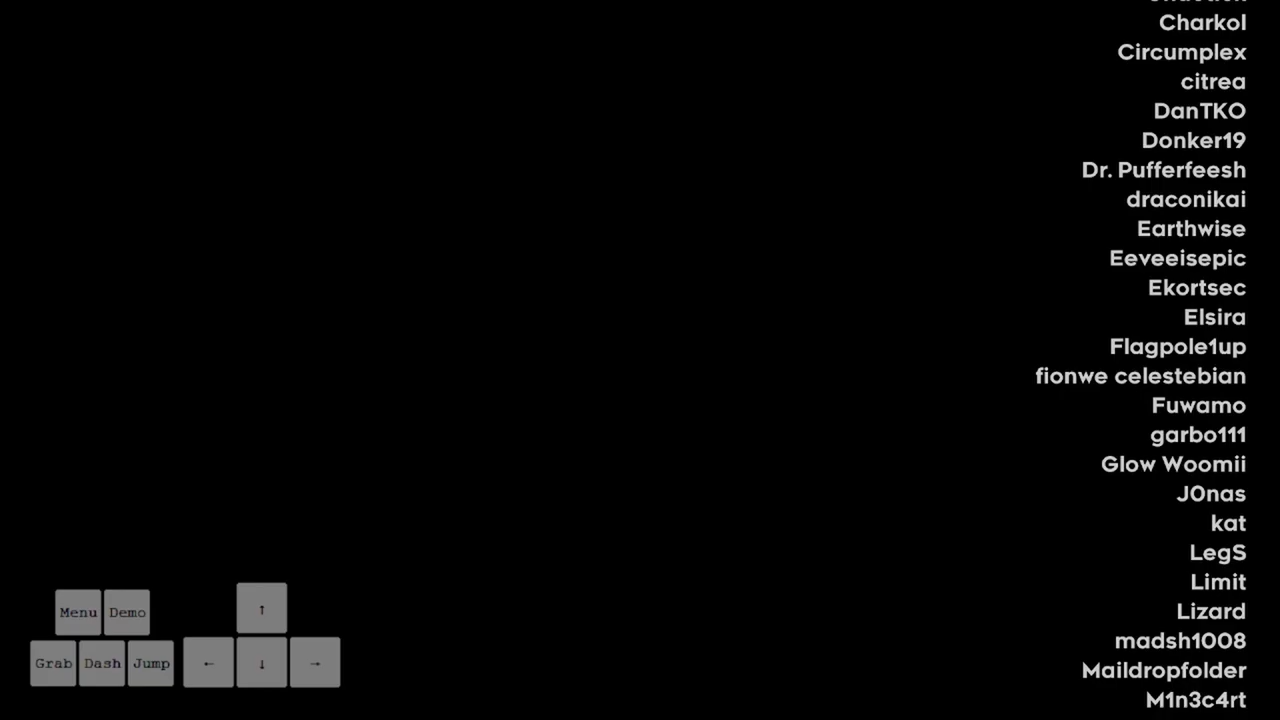 Charkol
Circumplex
citrea
DanTKO
Donker19
Dr. Pufferfeesh
draconikai
Earthwise
Eeveeisepic
Ekortsec
Elsira
Flagpole1up
fionwe celestebian
Fuwamo
garbo111
Glow Woomii
J0nas
kat
LegS
Limit
Lizard
madsh1008
Maildropfolder
M1n3c4rt
Menu Demo
↑
Grab Dash Jump ← ↓ →